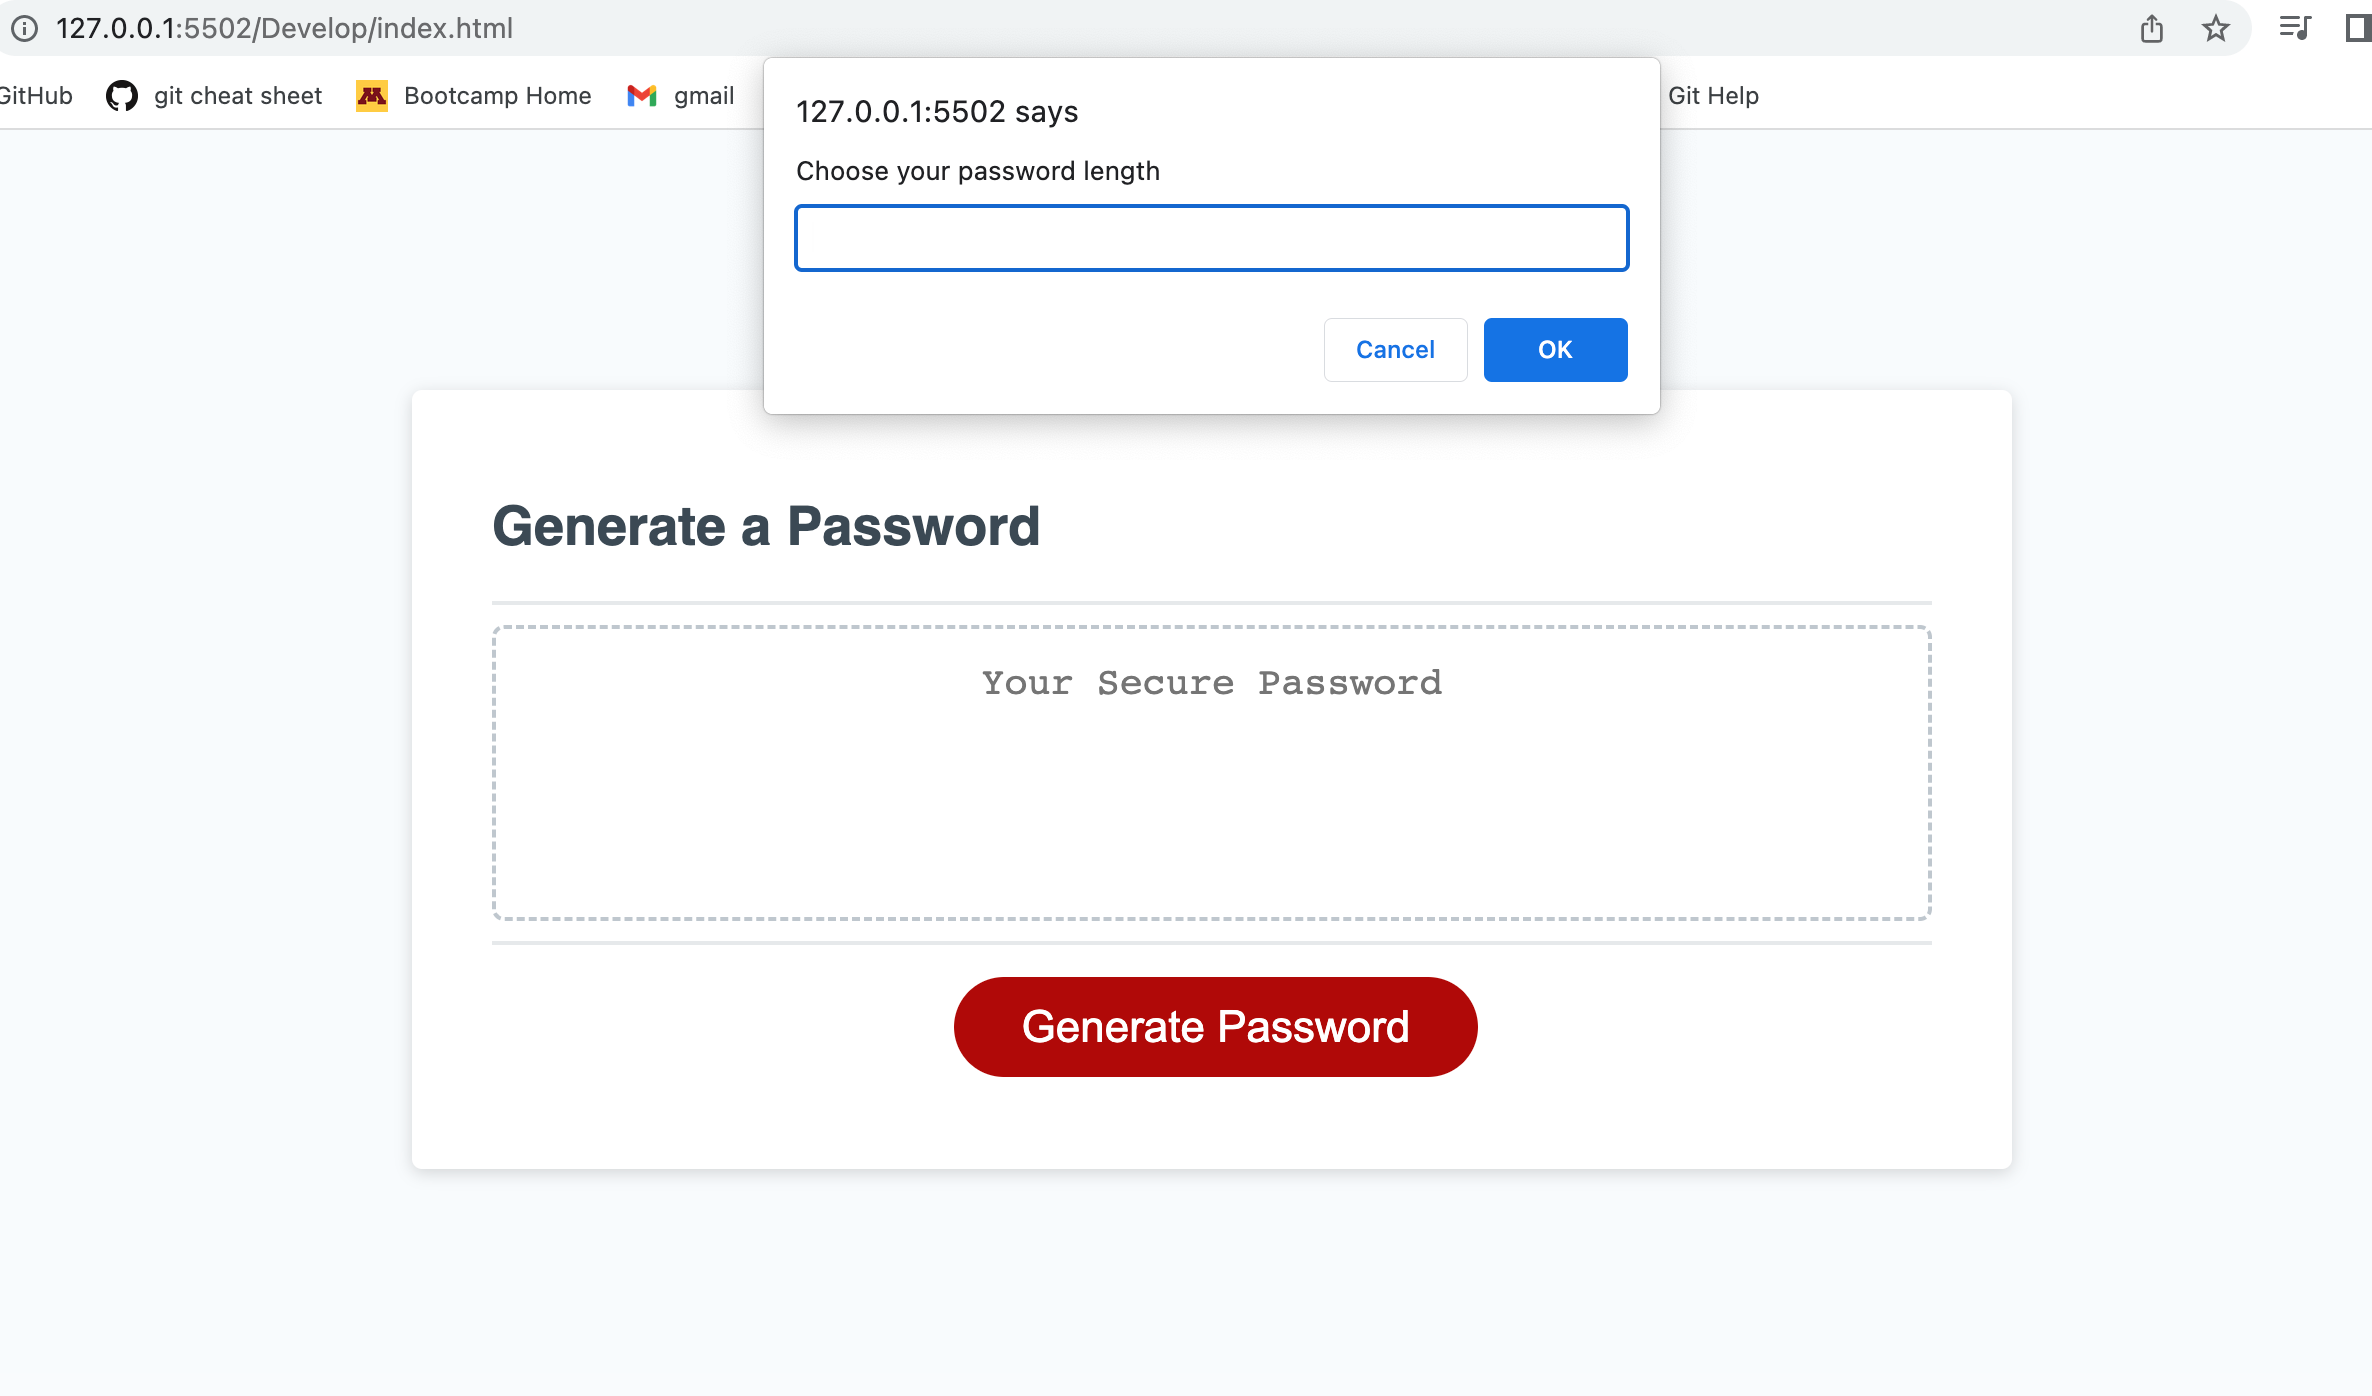 127.0.0.1:5502/Develop/index.html
GitHub git cheat sheet Bootcamp Home gmail Git Help
127.0.0.1:5502 says
Choose your password length
Cancel OK
Generate a Password
Your Secure Password
Generate Password